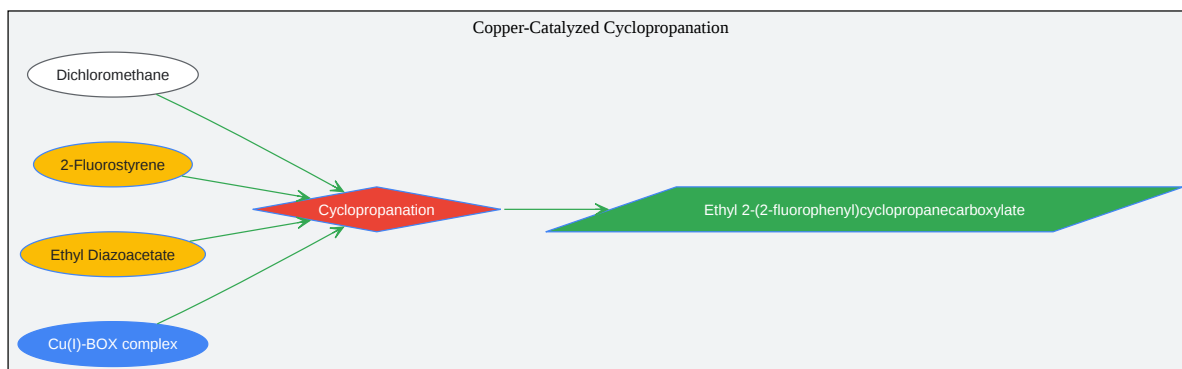 Copper-Catalyzed Cyclopropanation
Dichloromethane
2-Fluorostyrene
Cyclopropanation
Ethyl 2-(2-fluorophenyl)cyclopropanecarboxylate
Ethyl Diazoacetate
Cu(I)-BOX complex